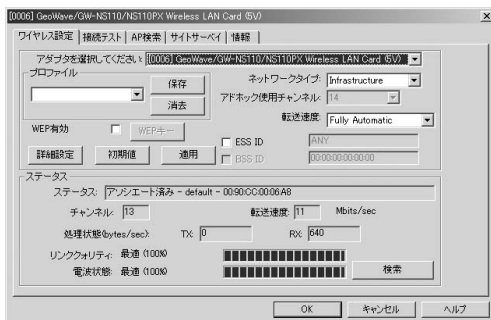 [0006] GeoWave/GW-NS110/NS110PX Wireless LAN Card (5V)
ワイヤレス設定 接続テスト AP検索 サイトサーベイ 情報
アダプタを選択してください: [0006] GeoWave/GW-NS110/NS110PX Wireless LAN Card (5V)
プロファイル
保存
消去
ネットワークタイプ: Infrastructure
アドホック使用チャンネル: 14
転送速度: Fully Automatic
WEP有効 WEPキー
ESS ID ANY
BSS ID 00:00:00:00:00:00
詳細設定 初期値 適用
ステータス
ステータス: アソシエート済み - default - 00:90:CC:00:06:A8
チャンネル: 13 転送速度: 11 Mbits/sec
処理状態(bytes/sec): TX: 0 RX: 640
リンククォリティ: 最適 (100%)
電波状態: 最適 (100%)
検索
OK キャンセル ヘルプ